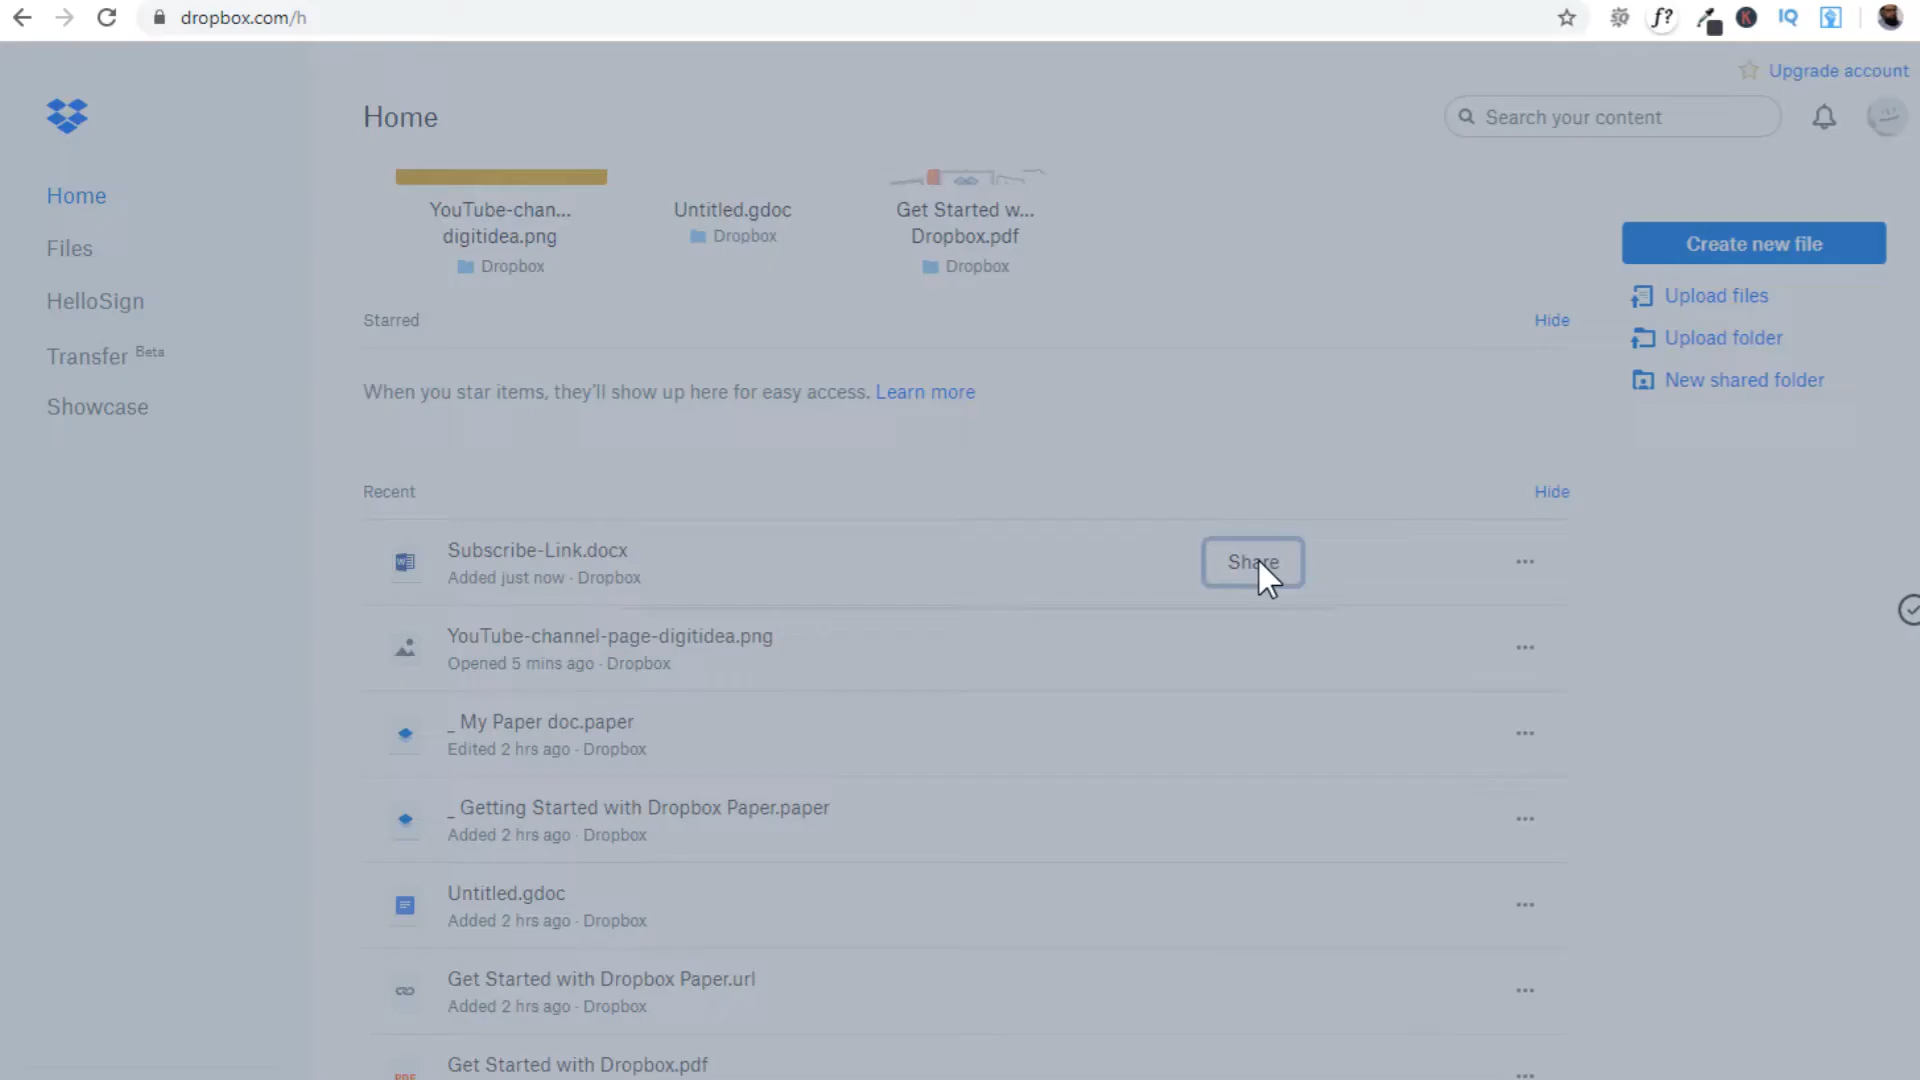 dropbox.com/h
f?
K
IQ
Upgrade account
Home
Search your content
Home
Files
HelloSign
Transfer Beta
Showcase
YouTube-chan...
digitidea.png
Dropbox
Untitled.gdoc
Dropbox
Get Started w...
Dropbox.pdf
Dropbox
Create new file
Upload files
Upload folder
New shared folder
Starred
Hide
When you star items, they'll show up here for easy access. Learn more
Recent
Hide
Subscribe-Link.docx
Added just now · Dropbox
Share
YouTube-channel-page-digitidea.png
Opened 5 mins ago · Dropbox
_ My Paper doc.paper
Edited 2 hrs ago · Dropbox
_ Getting Started with Dropbox Paper.paper
Added 2 hrs ago · Dropbox
Untitled.gdoc
Added 2 hrs ago · Dropbox
Get Started with Dropbox Paper.url
Added 2 hrs ago · Dropbox
Get Started with Dropbox.pdf
PDF